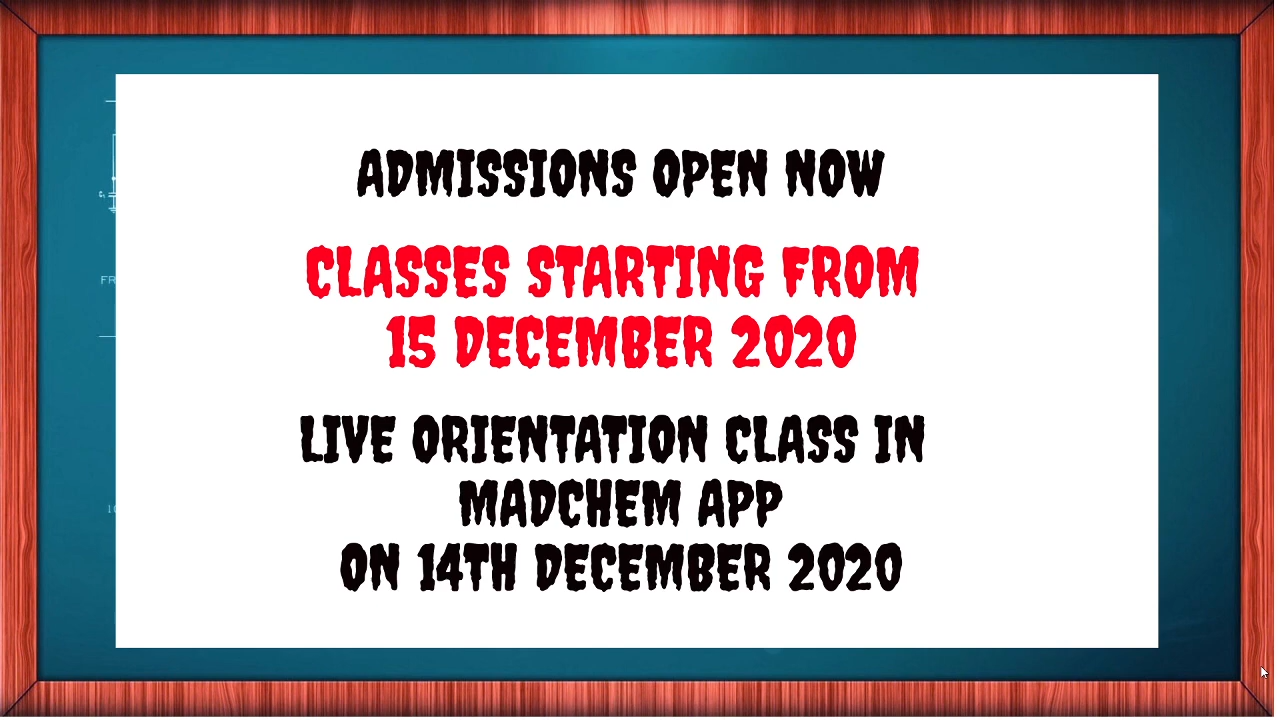 ADMISSIONS OPEN NOW
CLASSES STARTING FROM
15 DECEMBER 2020
LIVE ORIENTATION CLASS IN
MADCHEM APP
ON 14TH DECEMBER 2020